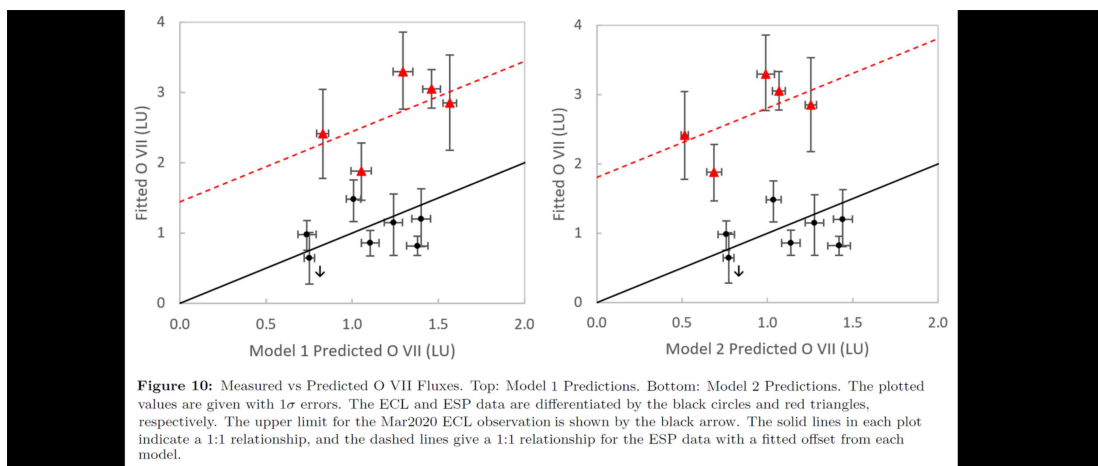 4
3
2
1
0
Fitted O VII (LU)
0.0 0.5 1.0 1.5 2.0
Model 1 Predicted O VII (LU)
4
3
2
1
0
Fitted O VII (LU)
0.0 0.5 1.0 1.5 2.0
Model 2 Predicted O VII (LU)
Figure 10: Measured vs Predicted O VII Fluxes. Top: Model 1 Predictions. Bottom: Model 2 Predictions. The plotted
values are given with 1σ errors. The ECL and ESP data are differentiated by the black circles and red triangles,
respectively. The upper limit for the Mar2020 ECL observation is shown by the black arrow. The solid lines in each plot
indicate a 1:1 relationship, and the dashed lines give a 1:1 relationship for the ESP data with a fitted offset from each
model.